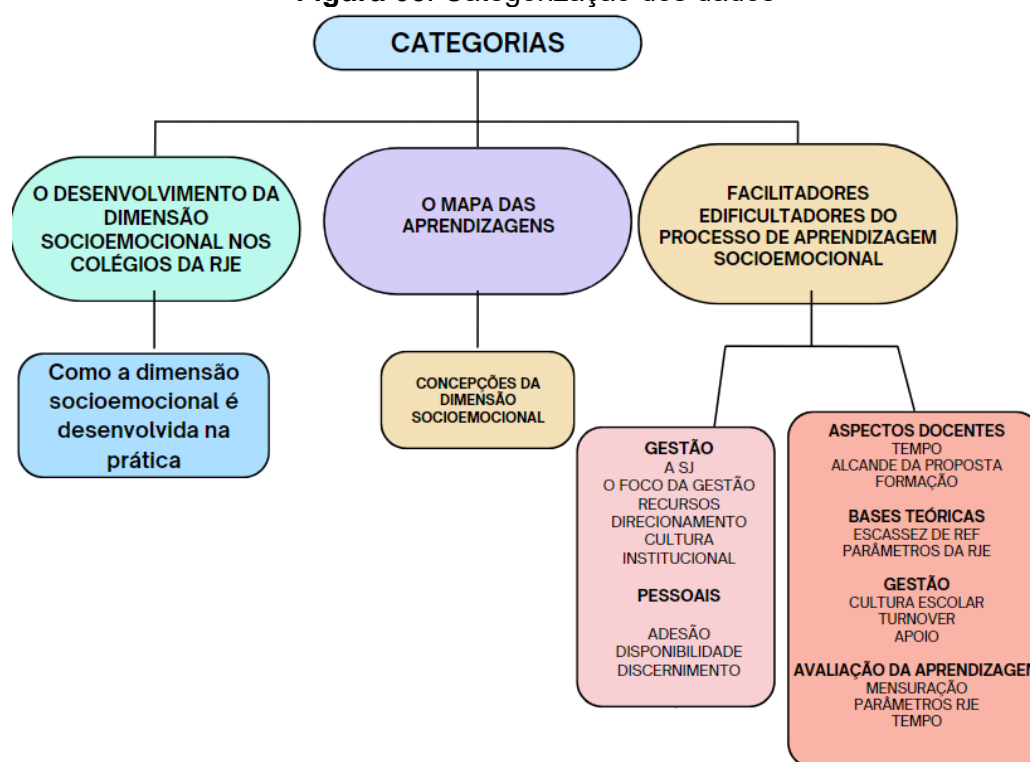 Figura 03: Categorização dos dados
CATEGORIAS
O DESENVOLVIMENTO DA
DIMENSÃO
SOCIOEMOCIONAL NOS
COLÉGIOS DA RJE
O MAPA DAS
APRENDIZAGENS
FACILITADORES
EDIFICULTADORES DO
PROCESSO DE APRENDIZAGEM
SOCIOEMOCIONAL
Como a dimensão
socioemocional é
desenvolvida na
prática
CONCEPÇÕES DA
DIMENSÃO
SOCIOEMOCIONAL
GESTÃO
A SJ
O FOCO DA GESTÃO
RECURSOS
DIRECIONAMENTO
CULTURA
INSTITUCIONAL
PESSOAIS
ADESÃO
DISPONIBILIDADE
DISCERNIMENTO
ASPECTOS DOCENTES
TEMPO
ALCANDE DA PROPOSTA
FORMAÇÃO
BASES TEÓRICAS
ESCASSEZ DE REF
PARÂMETROS DA RJE
GESTÃO
CULTURA ESCOLAR
TURNOVER
APOIO
AVALIAÇÃO DA APRENDIZAGEM
MENSURAÇÃO
PARÂMETROS RJE
TEMPO